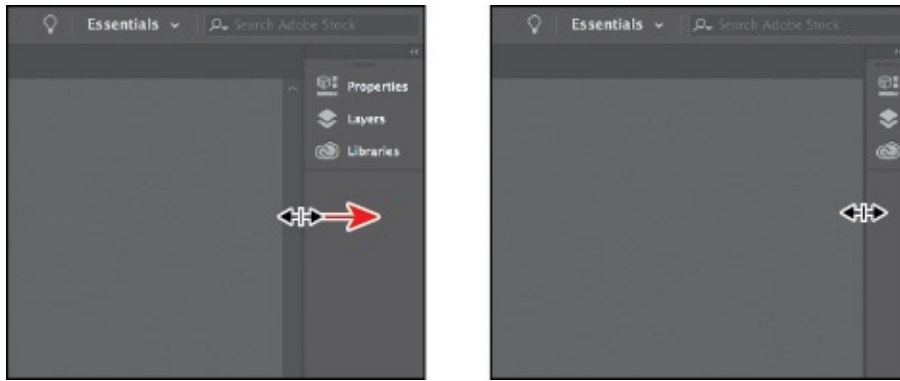 Essentials
Search Adobe Stock
Properties
Layers
Libraries
Essentials
Search Adobe Stock